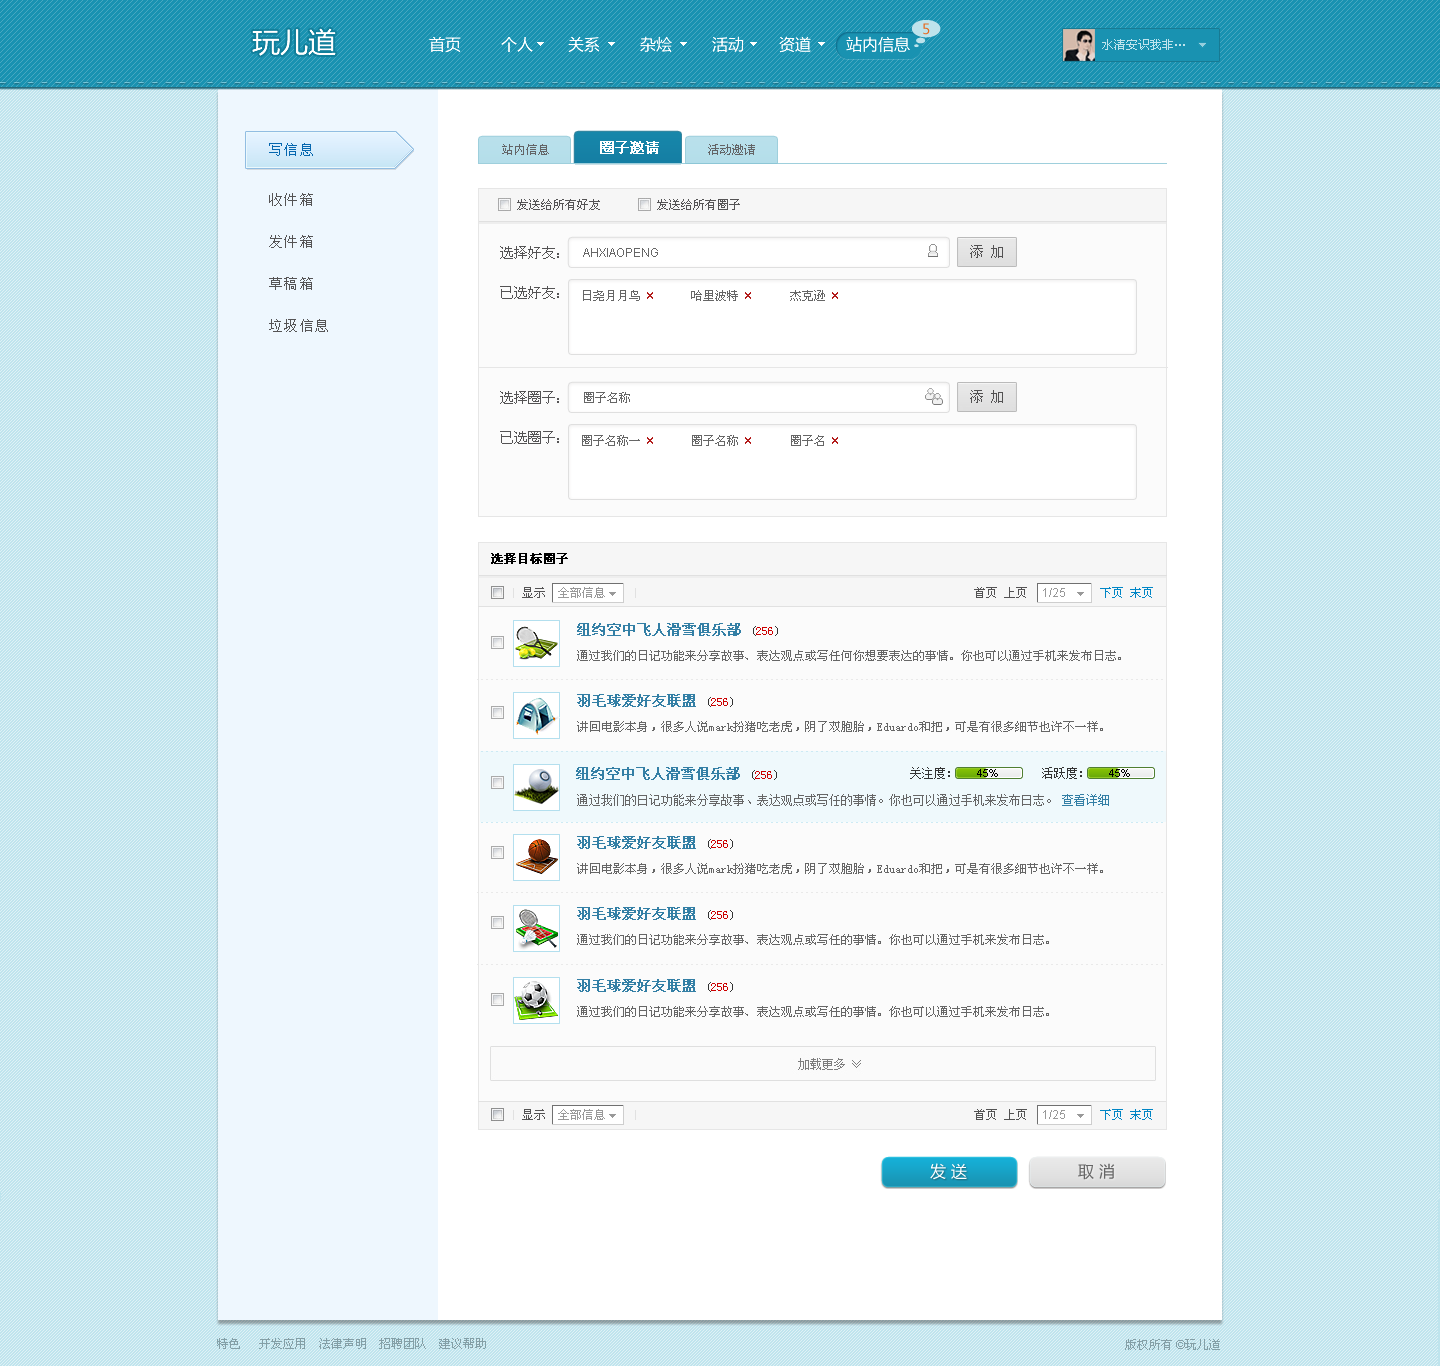 玩儿道
首页 个人 关系 杂烩 活动 资道 站内信息 5
水清安识我非…
写信息
收件箱
发件箱
草稿箱
垃圾信息
站内信息 圈子邀请 活动邀请
发送给所有好友 发送给所有圈子
选择好友: AHXIAOPENG 添 加
已选好友: 日尧月月鸟 × 哈里波特 × 杰克逊 ×
选择圈子: 圈子名称 添 加
已选圈子: 圈子名称一 × 圈子名称 × 圈子名 ×
选择目标圈子
显示 全部信息 首页 上页 1/25 下页 末页
纽约空中飞人滑雪俱乐部 (256)
通过我们的日记功能来分享故事、表达观点或写任何你想要表达的事情。你也可以通过手机来发布日志。
羽毛球爱好友联盟 (256)
讲回电影本身，很多人说mark扮猪吃老虎，阴了双胞胎，Eduardo和把，可是有很多细节也许不一样。
纽约空中飞人滑雪俱乐部 (256) 关注度: 45% 活跃度: 45%
通过我们的日记功能来分享故事、表达观点或写任的事情。你也可以通过手机来发布日志。 查看详细
羽毛球爱好友联盟 (256)
讲回电影本身，很多人说mark扮猪吃老虎，阴了双胞胎，Eduardo和把，可是有很多细节也许不一样。
羽毛球爱好友联盟 (256)
通过我们的日记功能来分享故事、表达观点或写任的事情。你也可以通过手机来发布日志。
羽毛球爱好友联盟 (256)
通过我们的日记功能来分享故事、表达观点或写任的事情。你也可以通过手机来发布日志。
加载更多
显示 全部信息 首页 上页 1/25 下页 末页
发 送 取 消
特色 开发应用 法律声明 招聘团队 建议帮助 版权所有 ©玩儿道